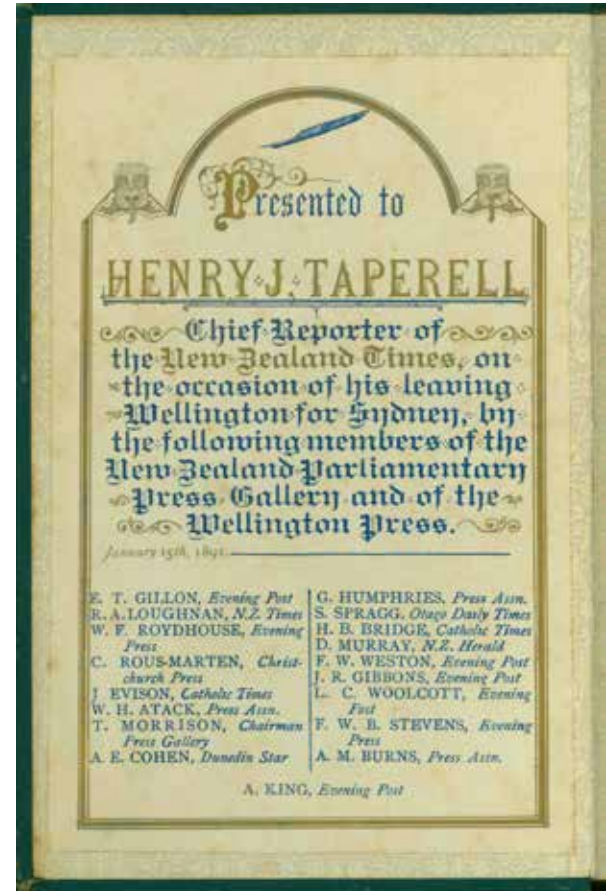 Presented to
HENRY · J · TAPERELL
Chief Reporter of
the New Zealand Times, on
the occasion of his leaving
Wellington for Sydney, by
the following members of the
New Zealand Parliamentary
Press Gallery and of the
Wellington Press.
January 15th, 1891.
E. T. GILLON, Evening Post
R. A. LOUGHNAN, N.Z. Times
W. F. ROYDHOUSE, Evening
Press
C. ROUS-MARTEN, Christ-
church Press
J EVISON, Catholic Times
W. H. ATACK, Press Assn.
T. MORRISON, Chairman
Press Gallery
A. E. COHEN, Dunedin Star
G. HUMPHRIES, Press Assn.
S. SPRAGG, Otago Daily Times
H. B. BRIDGE, Catholic Times
D. MURRAY, N.Z. Herald
F. W. WESTON, Evening Post
J. R. GIBBONS, Evening Post
L. C. WOOLCOTT, Evening
Post
F. W. B. STEVENS, Evening
Press
A. M. BURNS, Press Assn.
A. KING, Evening Post